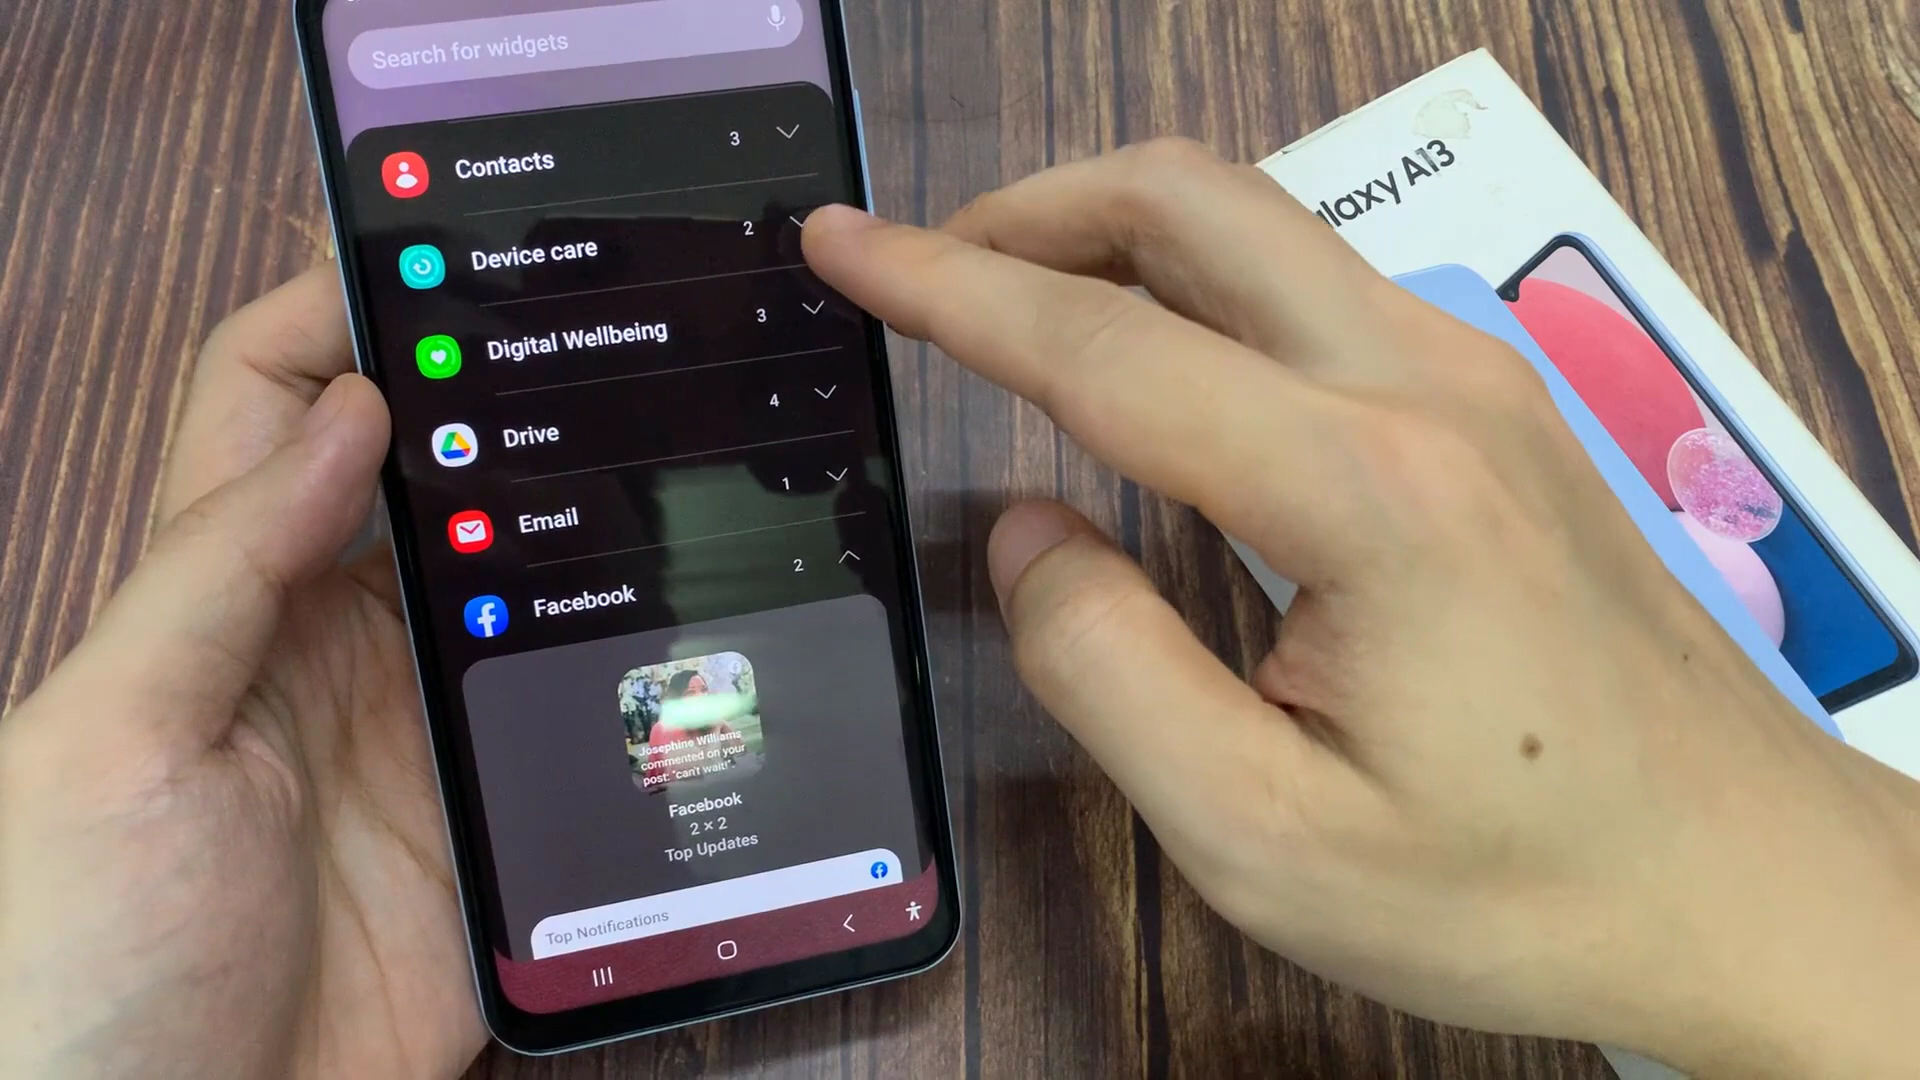 Search for widgets
Contacts 3
Device care 2
Digital Wellbeing 3
Drive 4
Email 1
Facebook 2
Josephine Williams
commented on your
post: "can't wait!".
Facebook
2 × 2
Top Updates
Top Notifications
alaxy A13